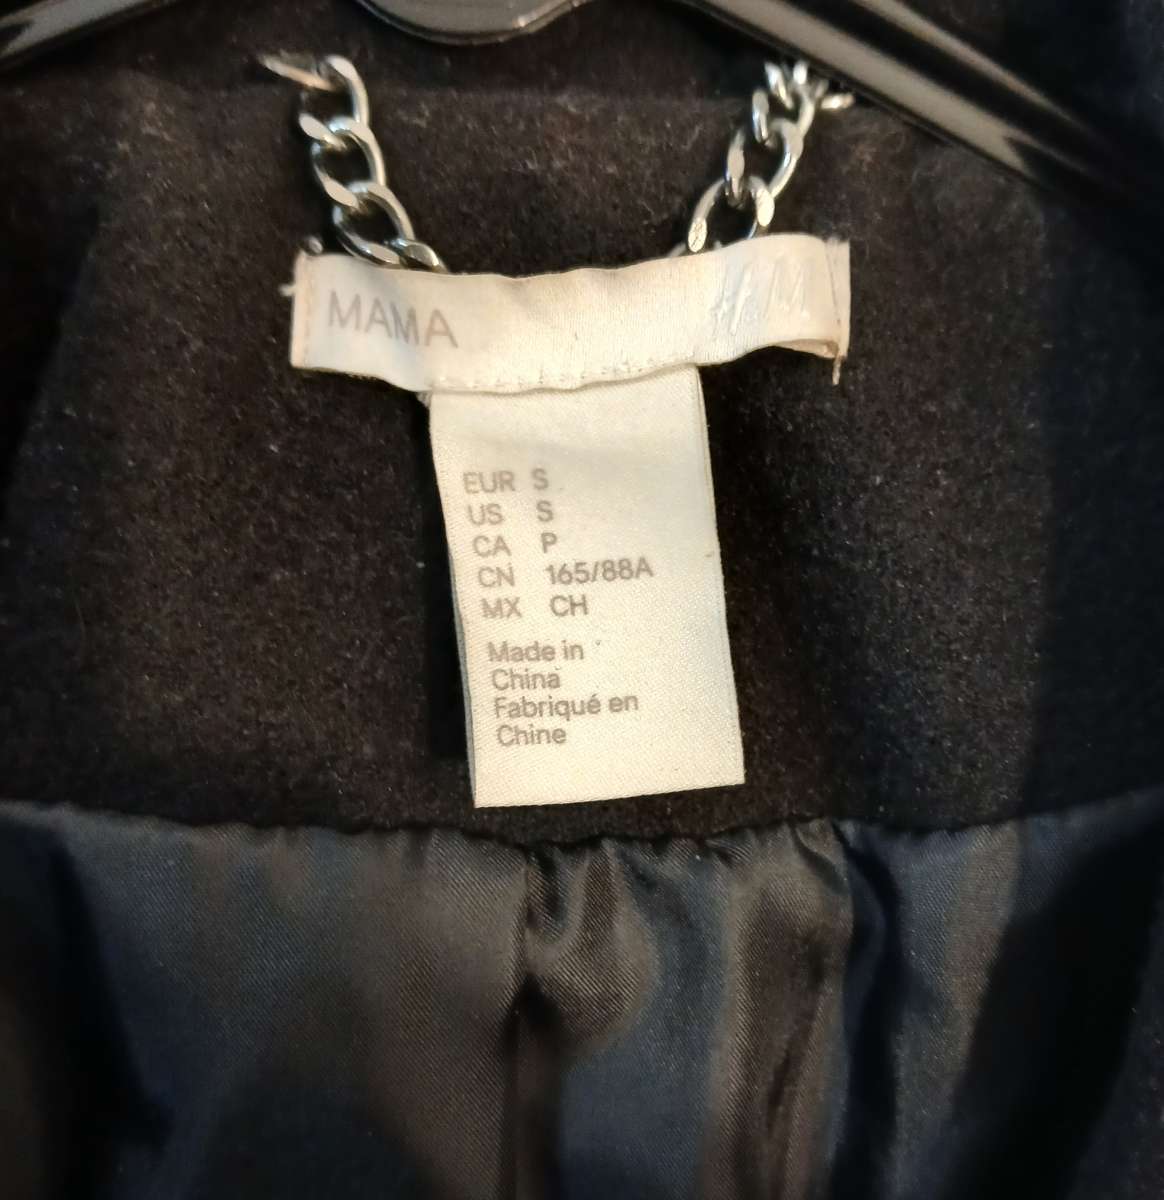 MAMA H&M
EUR S
US S
CA P
CN 165/88A
MX CH
Made in
China
Fabriqué en
Chine